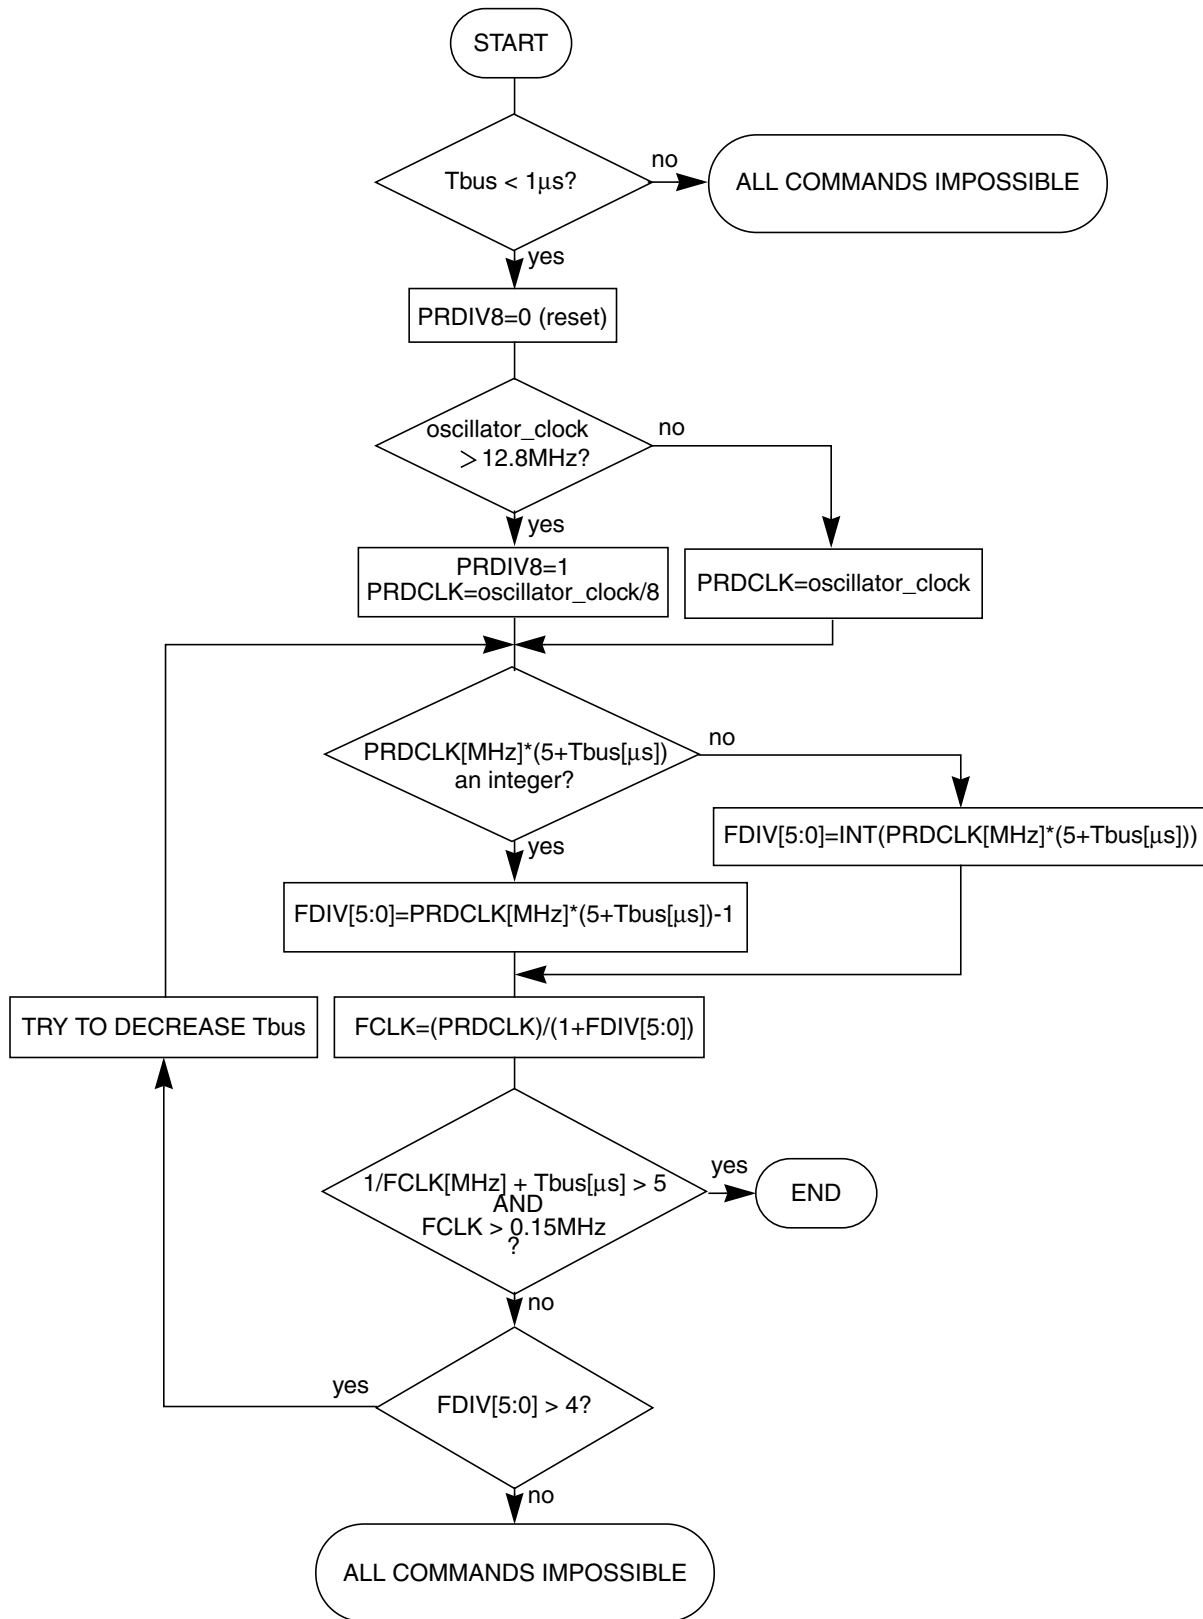 START
Tbus < 1μs?
no
ALL COMMANDS IMPOSSIBLE
yes
PRDIV8=0 (reset)
oscillator_clock
> 12.8MHz?
no
yes
PRDIV8=1
PRDCLK=oscillator_clock/8
PRDCLK=oscillator_clock
PRDCLK[MHz]*(5+Tbus[μs])
an integer?
no
yes
FDIV[5:0]=INT(PRDCLK[MHz]*(5+Tbus[μs]))
FDIV[5:0]=PRDCLK[MHz]*(5+Tbus[μs])-1
TRY TO DECREASE Tbus
FCLK=(PRDCLK)/(1+FDIV[5:0])
1/FCLK[MHz] + Tbus[μs] > 5
AND
FCLK > 0.15MHz
?
yes
END
no
yes
FDIV[5:0] > 4?
no
ALL COMMANDS IMPOSSIBLE